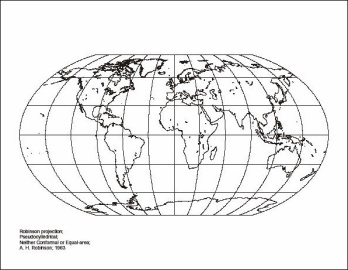 Robinson projection;
Pseudocylindrical;
Neither Conformal or Equal-area;
A. H. Robinson; 1963